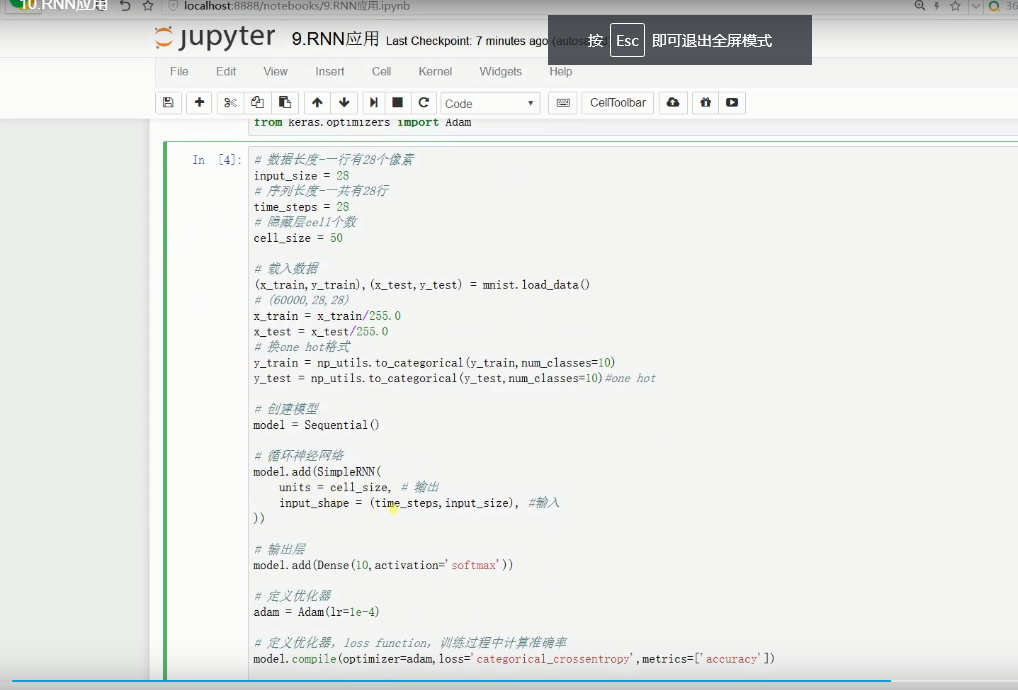 10.RNN应用
localhost:8888/notebooks/9.RNN应用.ipynb
36
jupyter 9.RNN应用 Last Checkpoint: 7 minutes ago (autosa
按 Esc 即可退出全屏模式
File Edit View Insert Cell Kernel Widgets Help
Code CellToolbar
from keras.optimizers import Adam
In [4]:
# 数据长度-一行有28个像素
input_size = 28
# 序列长度-一共有28行
time_steps = 28
# 隐藏层cell个数
cell_size = 50
# 载入数据
(x_train,y_train),(x_test,y_test) = mnist.load_data()
# (60000,28,28)
x_train = x_train/255.0
x_test = x_test/255.0
# 换one hot格式
y_train = np_utils.to_categorical(y_train,num_classes=10)
y_test = np_utils.to_categorical(y_test,num_classes=10)#one hot
# 创建模型
model = Sequential()
# 循环神经网络
model.add(SimpleRNN(
units = cell_size, # 输出
input_shape = (time_steps,input_size), #输入
))
# 输出层
model.add(Dense(10,activation='softmax'))
# 定义优化器
adam = Adam(lr=1e-4)
# 定义优化器，loss function，训练过程中计算准确率
model.compile(optimizer=adam,loss='categorical_crossentropy',metrics=['accuracy'])